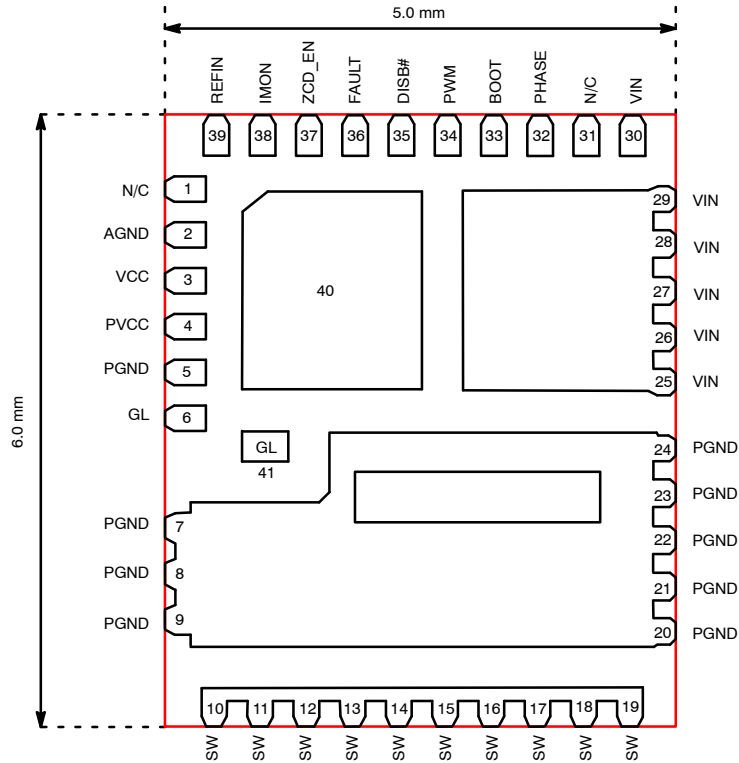 5.0 mm
REFIN
IMON
ZCD_EN
FAULT
DISB#
PWM
BOOT
PHASE
N/C
VIN
39
38
37
36
35
34
33
32
31
30
N/C 1
AGND 2
VCC 3
PVCC 4
PGND 5
GL 6
6.0 mm
40
29 VIN
28 VIN
27 VIN
26 VIN
25 VIN
GL
41
24 PGND
23 PGND
22 PGND
21 PGND
20 PGND
PGND 7
PGND 8
PGND 9
10
11
12
13
14
15
16
17
18
19
SW
SW
SW
SW
SW
SW
SW
SW
SW
SW